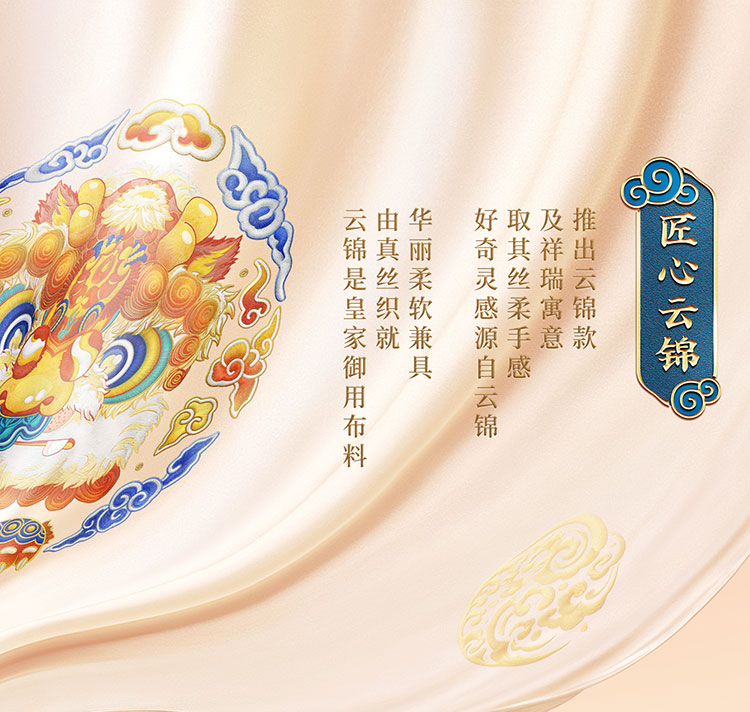 匠心云锦
云锦是皇家御用布料
由真丝织就
华丽柔软兼具
好奇灵感源自云锦
取其丝柔手感
及祥瑞寓意
推出云锦款